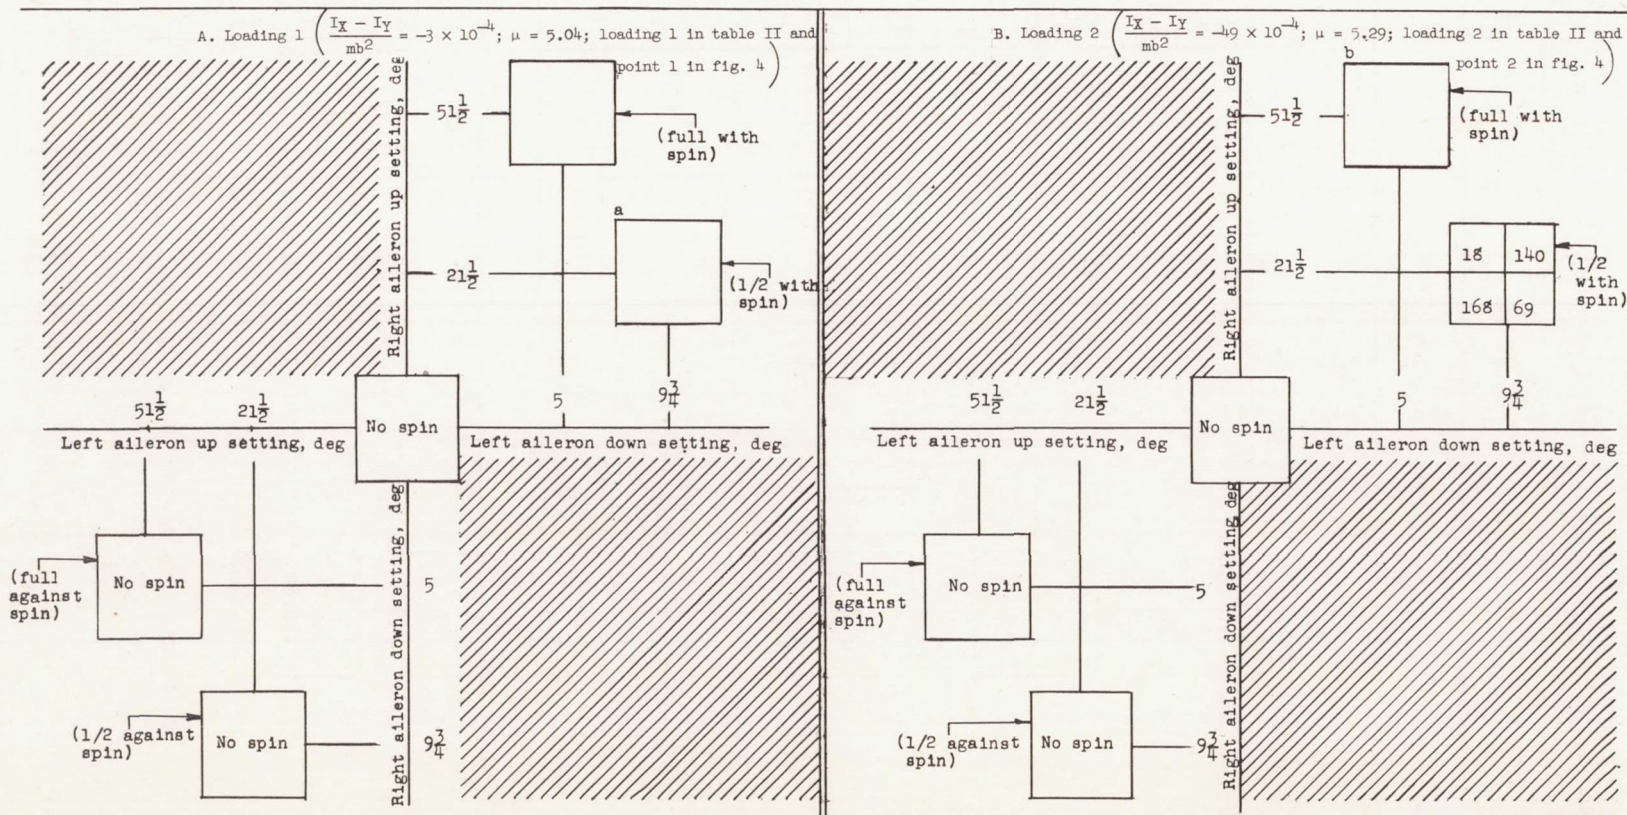 A. Loading 1 ( (I_X − I_Y)/mb² = −3 × 10⁻⁴; μ = 5.04; loading 1 in table II and
point 1 in fig. 4 )
Right aileron up setting, deg
51½
(full with
spin)
a
21½
(1/2 with
spin)
51½ 21½
No spin
5 9¾
Left aileron up setting, deg
Left aileron down setting, deg
Right aileron down setting, deg
(full
against
spin)
No spin
5
(1/2 against
spin)
No spin
9¾
B. Loading 2 ( (I_X − I_Y)/mb² = −49 × 10⁻⁴; μ = 5.29; loading 2 in table II and
point 2 in fig. 4 )
Right aileron up setting, deg
b
51½
(full with
spin)
21½
18 140
168 69
(1/2
with
spin)
51½ 21½
No spin
5 9¾
Left aileron up setting, deg
Left aileron down setting, deg
Right aileron down setting, deg
(full
against
spin)
No spin
5
(1/2 against
spin)
No spin
9¾